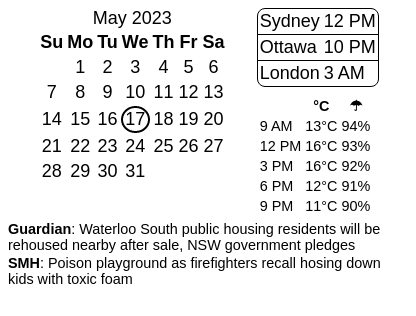 May 2023
Su Mo Tu We Th Fr Sa
1 2 3 4 5 6
7 8 9 10 11 12 13
14 15 16 17 18 19 20
21 22 23 24 25 26 27
28 29 30 31
Sydney 12 PM
Ottawa 10 PM
London 3 AM
°C ☂
9 AM 13°C 94%
12 PM 16°C 93%
3 PM 16°C 92%
6 PM 12°C 91%
9 PM 11°C 90%
Guardian: Waterloo South public housing residents will be
rehoused nearby after sale, NSW government pledges
SMH: Poison playground as firefighters recall hosing down
kids with toxic foam